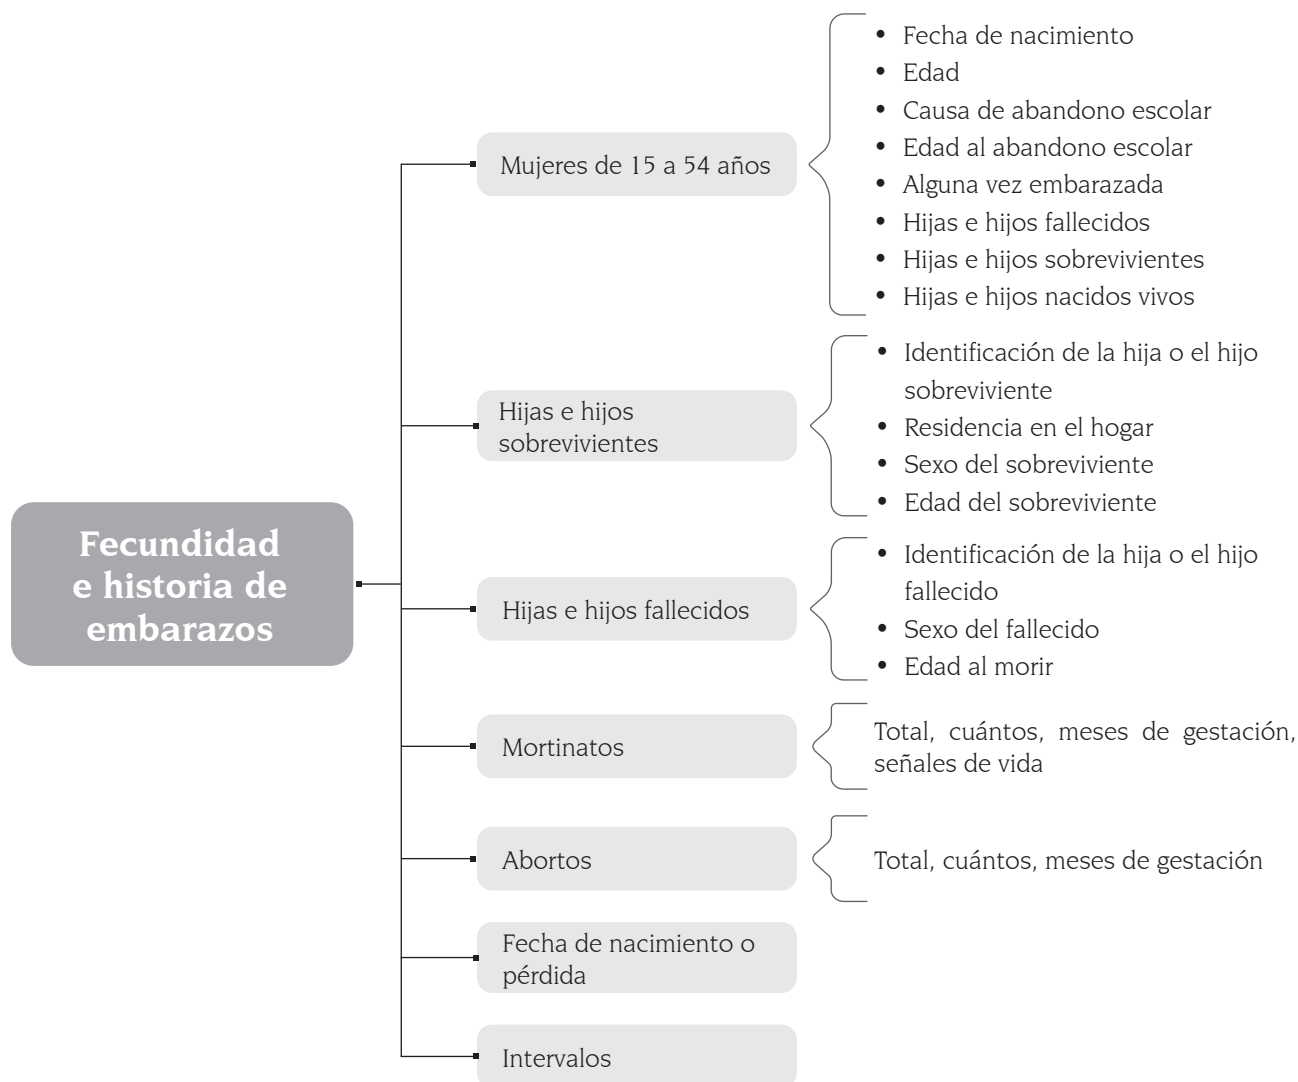 Fecundidad
e historia de
embarazos
Mujeres de 15 a 54 años
• Fecha de nacimiento
• Edad
• Causa de abandono escolar
• Edad al abandono escolar
• Alguna vez embarazada
• Hijas e hijos fallecidos
• Hijas e hijos sobrevivientes
• Hijas e hijos nacidos vivos
Hijas e hijos
sobrevivientes
• Identificación de la hija o el hijo
sobreviviente
• Residencia en el hogar
• Sexo del sobreviviente
• Edad del sobreviviente
Hijas e hijos fallecidos
• Identificación de la hija o el hijo
fallecido
• Sexo del fallecido
• Edad al morir
Mortinatos
Total, cuántos, meses de gestación,
señales de vida
Abortos
Total, cuántos, meses de gestación
Fecha de nacimiento o
pérdida
Intervalos